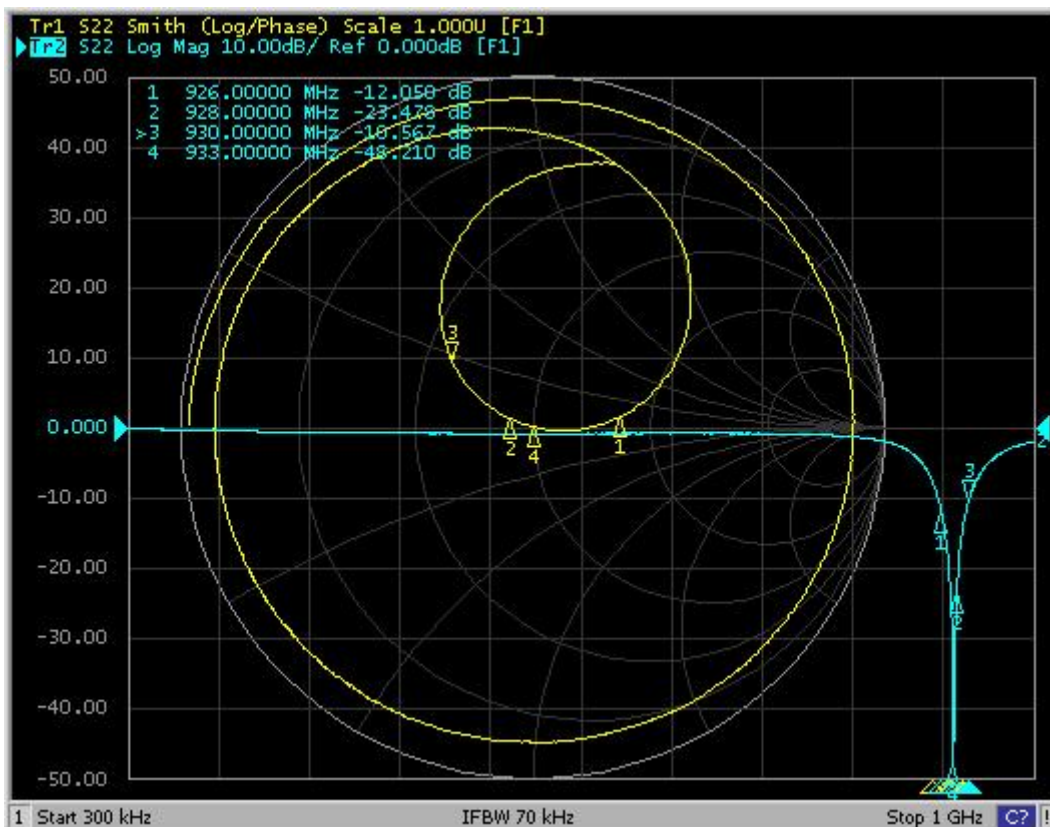 Tr1 S22 Smith (Log/Phase) Scale 1.000U [F1]
Tr2 S22 Log Mag 10.00dB/ Ref 0.000dB [F1]
50.00
1 926.00000 MHz dB
2 928.00000 MHz -23.478 dB
>3 930.00000 MHz -10.567 dB
4 933.00000 MHz -48.210 dB
40.00
30.00
20.00
3
10.00
0.000
2
4
1
3
-10.00
1
-20.00
2
-30.00
-40.00
-50.00
4
1 Start 300 kHz
IFBW 70 kHz
Stop 1 GHz C? !